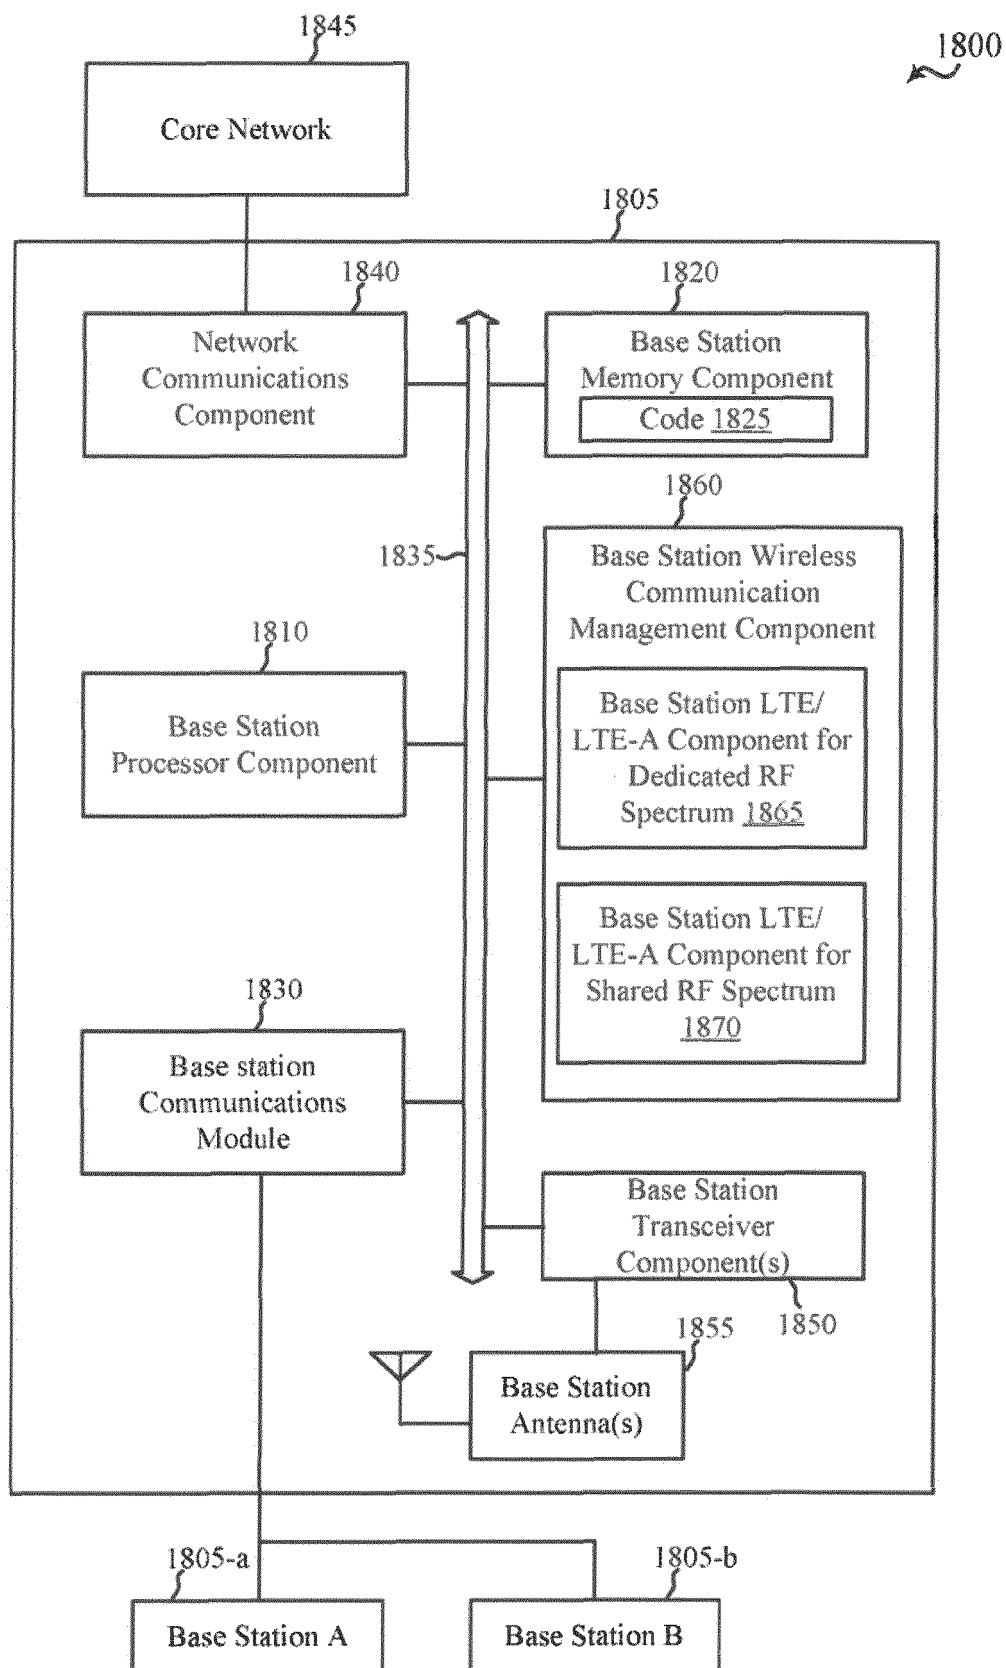 1845
1800
Core Network
1805
1840
1820
Network
Communications
Component
Base Station
Memory Component
Code 1825
1860
1835
Base Station Wireless
Communication
Management Component
1810
Base Station
Processor Component
Base Station LTE/
LTE-A Component for
Dedicated RF
Spectrum 1865
Base Station LTE/
LTE-A Component for
Shared RF Spectrum
1870
1830
Base station
Communications
Module
Base Station
Transceiver
Component(s)
1850
1855
Base Station
Antenna(s)
1805-a
1805-b
Base Station A
Base Station B